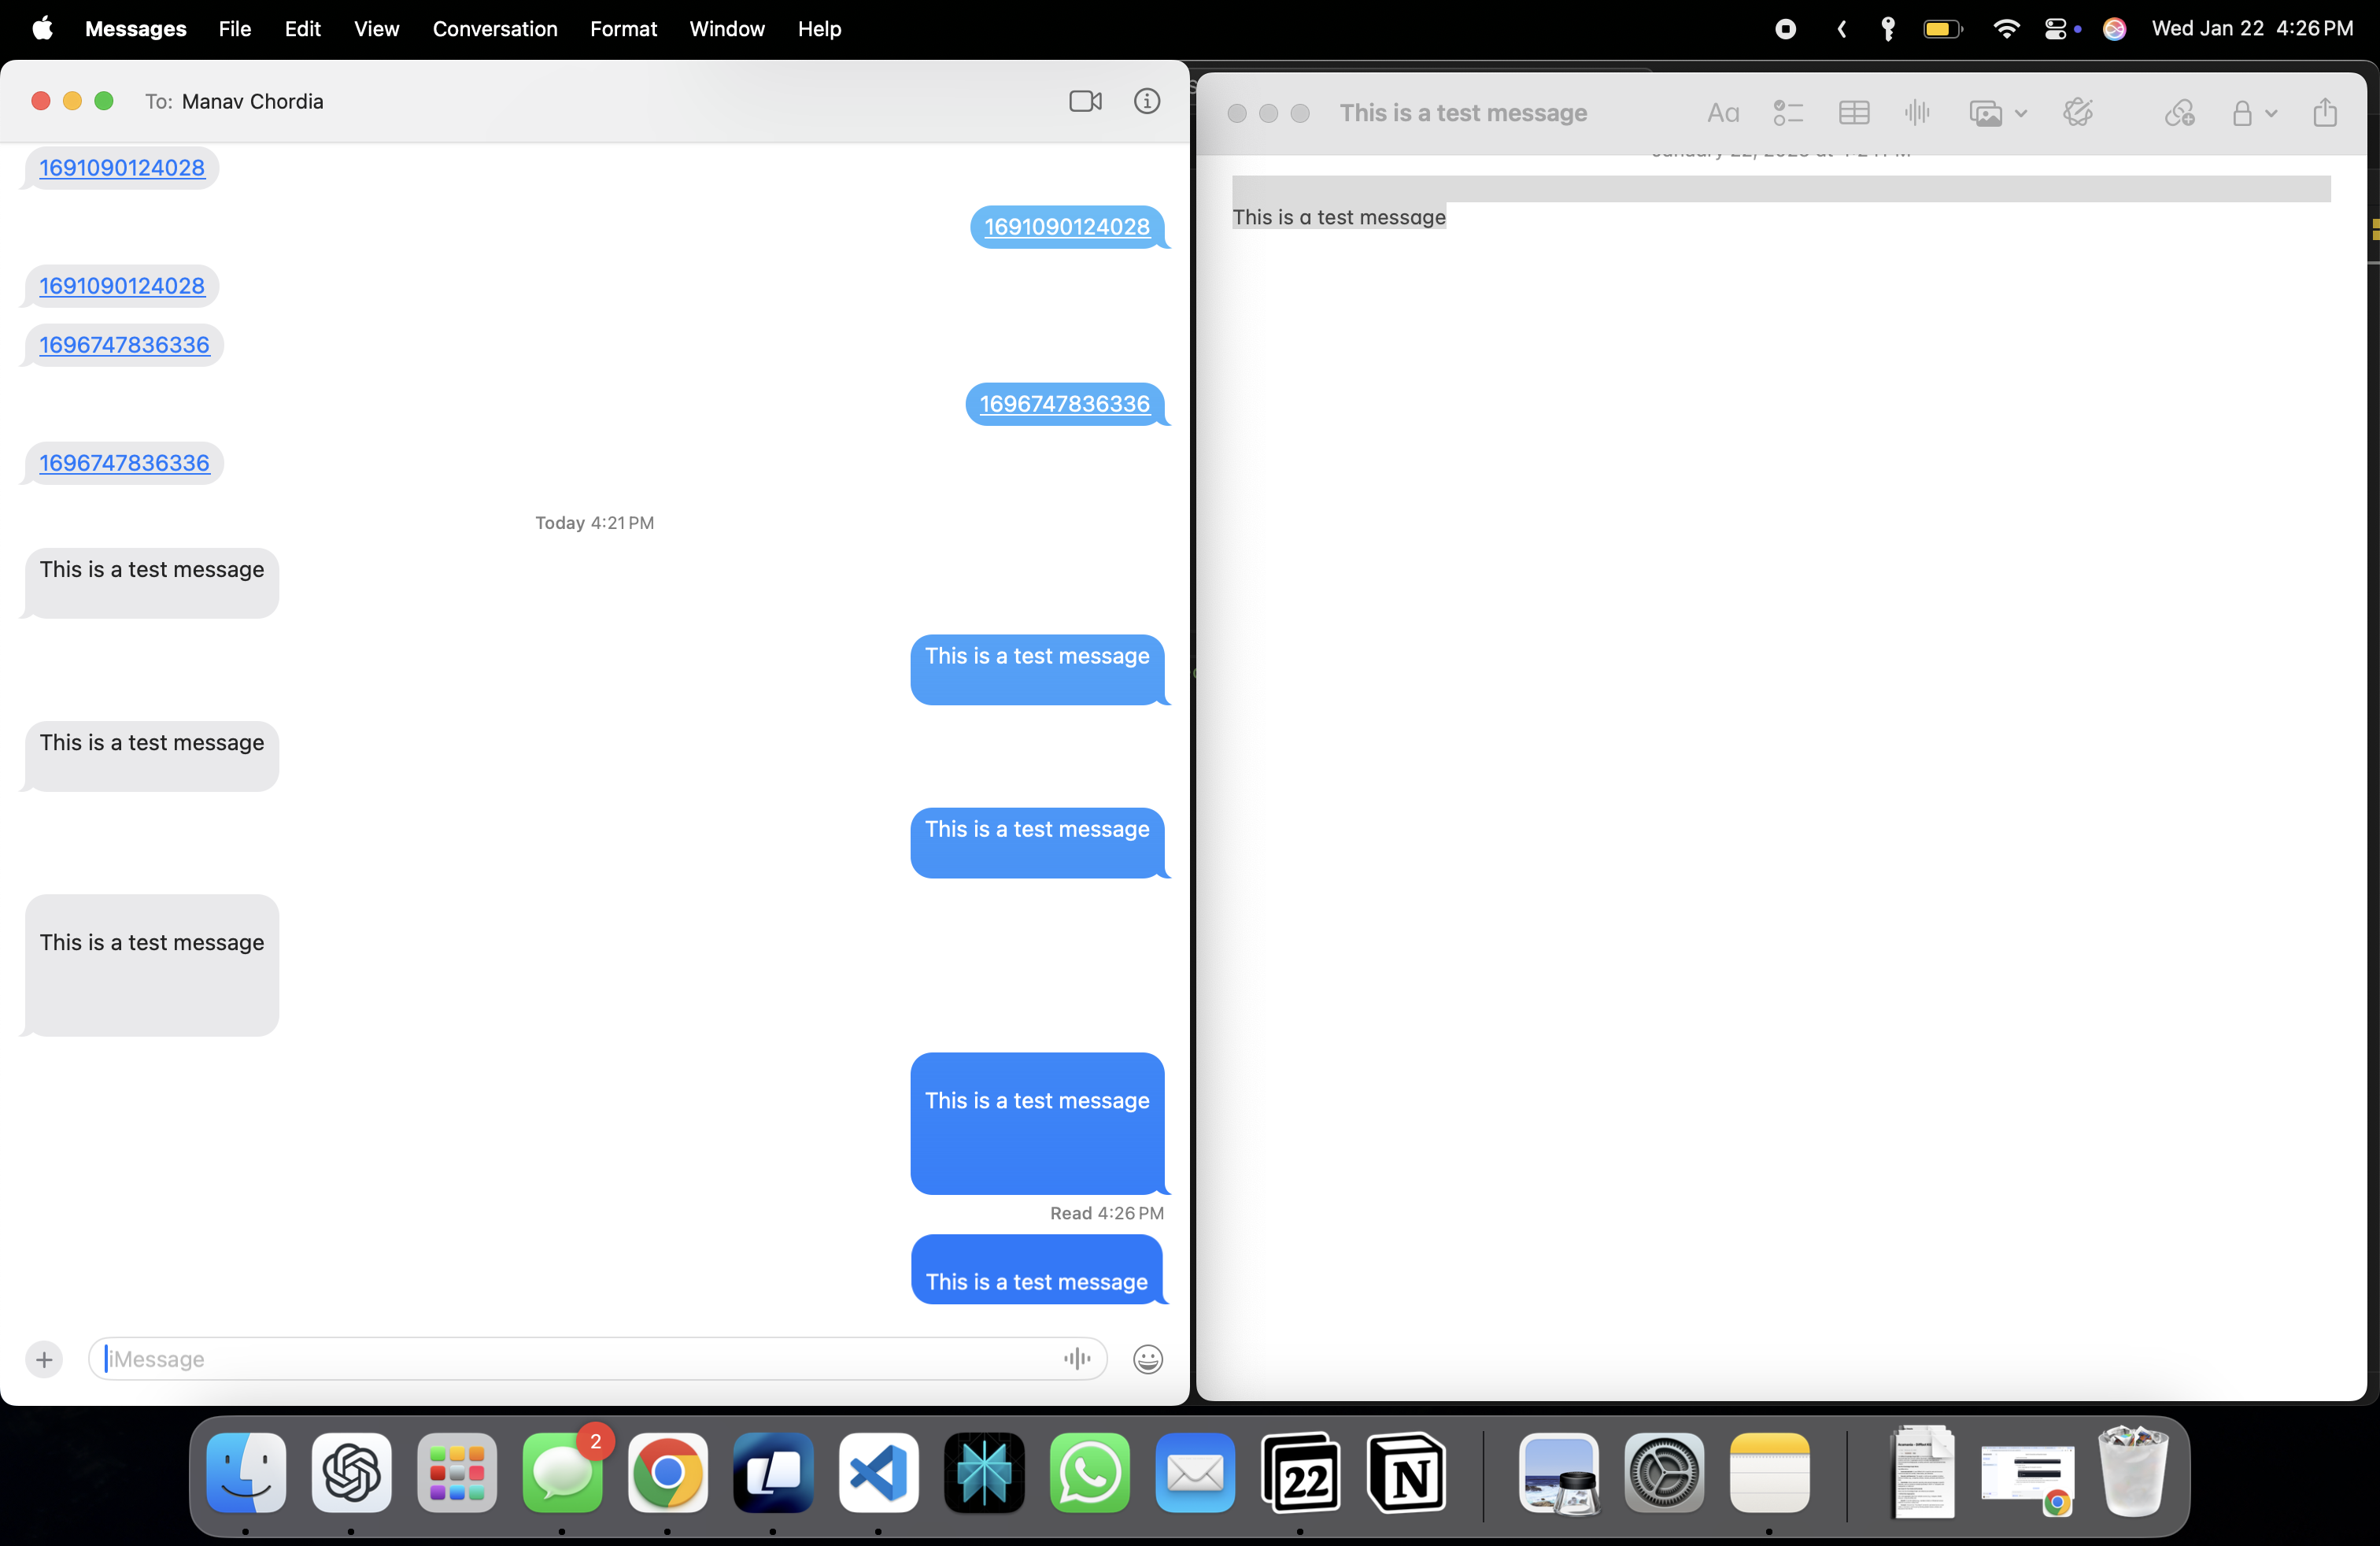 Messages File Edit View Conversation Format Window Help Wed Jan 22 4:26 PM
To: Manav Chordia
1691090124028
1691090124028
1691090124028
1696747836336
1696747836336
1696747836336
Today 4:21 PM
This is a test message
This is a test message
This is a test message
This is a test message
This is a test message
This is a test message
Read 4:26 PM
This is a test message
iMessage
This is a test message
Aa
This is a test message
2
22
N